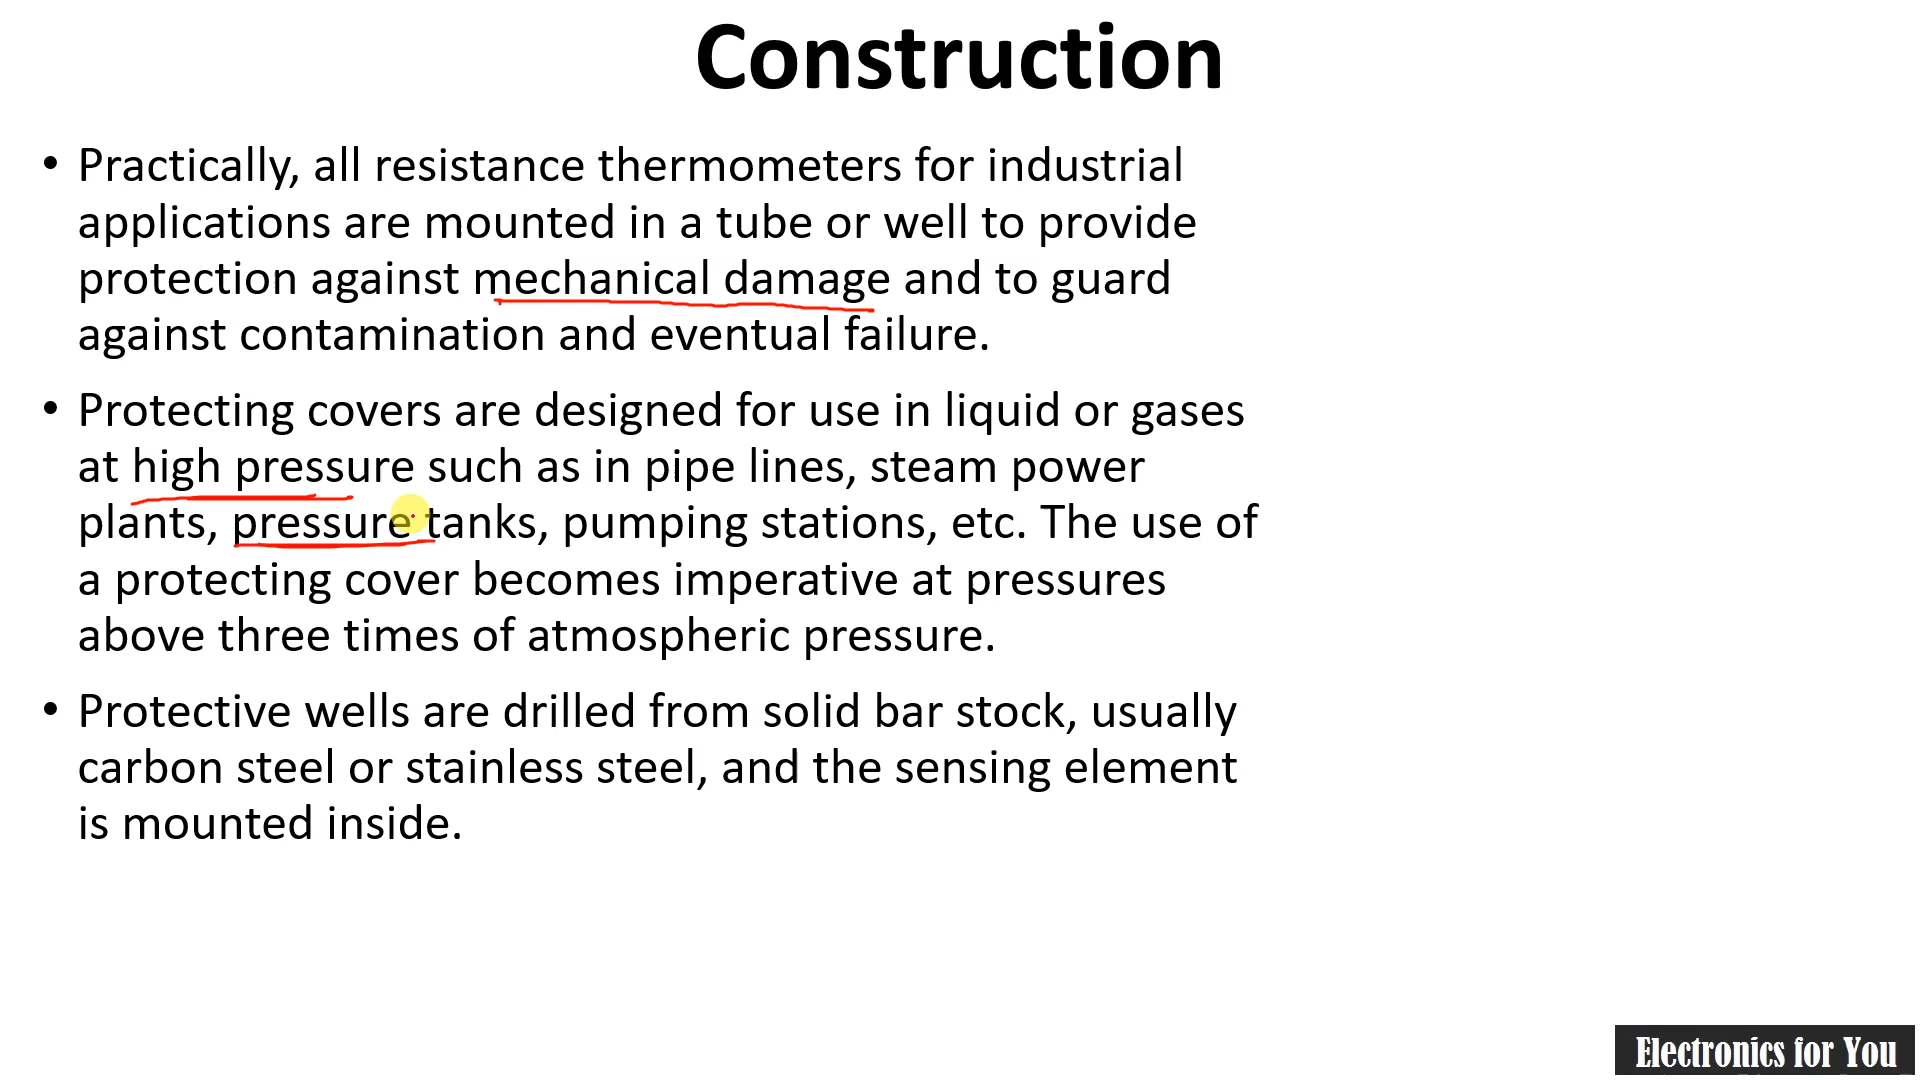 Construction
• Practically, all resistance thermometers for industrial
applications are mounted in a tube or well to provide
protection against mechanical damage and to guard
against contamination and eventual failure.
• Protecting covers are designed for use in liquid or gases
at high pressure such as in pipe lines, steam power
plants, pressure tanks, pumping stations, etc. The use of
a protecting cover becomes imperative at pressures
above three times of atmospheric pressure.
• Protective wells are drilled from solid bar stock, usually
carbon steel or stainless steel, and the sensing element
is mounted inside.
Electronics for You